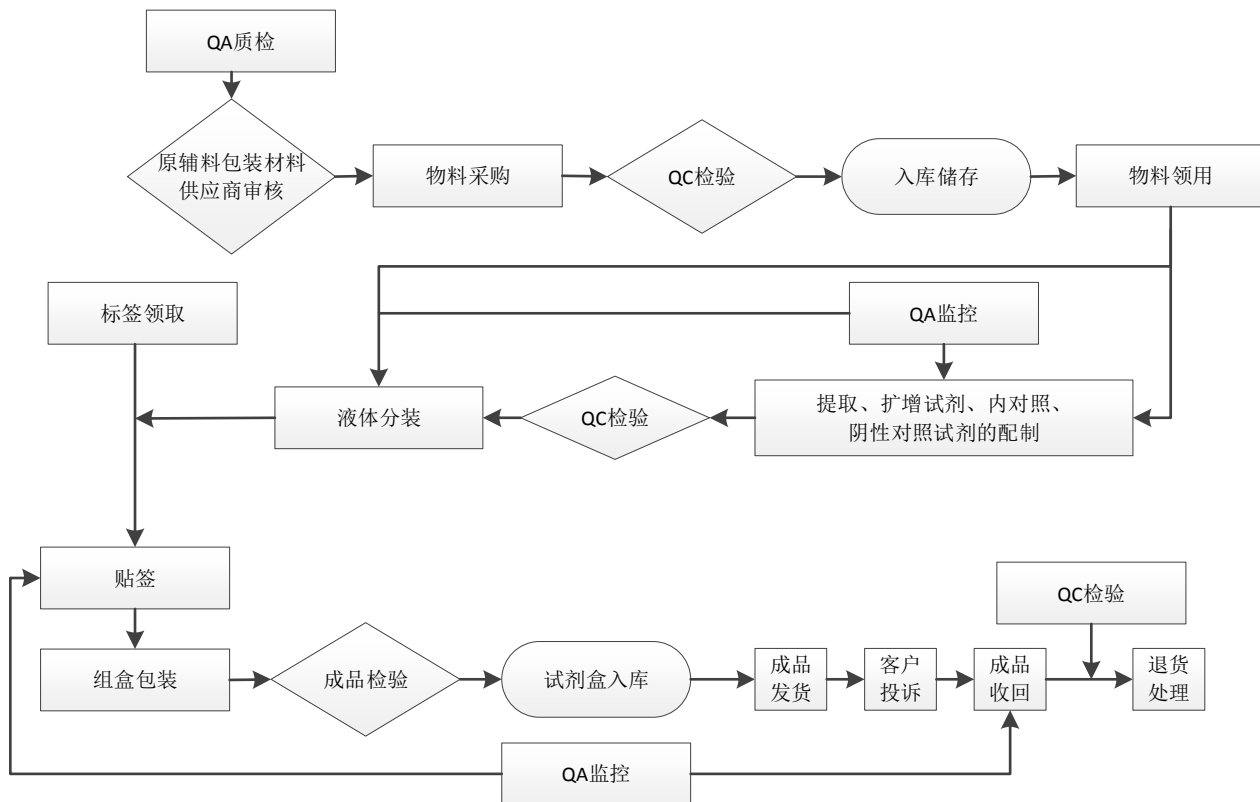 QA质检
原辅料包装材料
供应商审核
物料采购
QC检验
入库储存
物料领用
标签领取
QA监控
液体分装
QC检验
提取、扩增试剂、内对照、
阴性对照试剂的配制
贴签
QC检验
组盒包装
成品检验
试剂盒入库
成品
发货
客户
投诉
成品
收回
退货
处理
QA监控